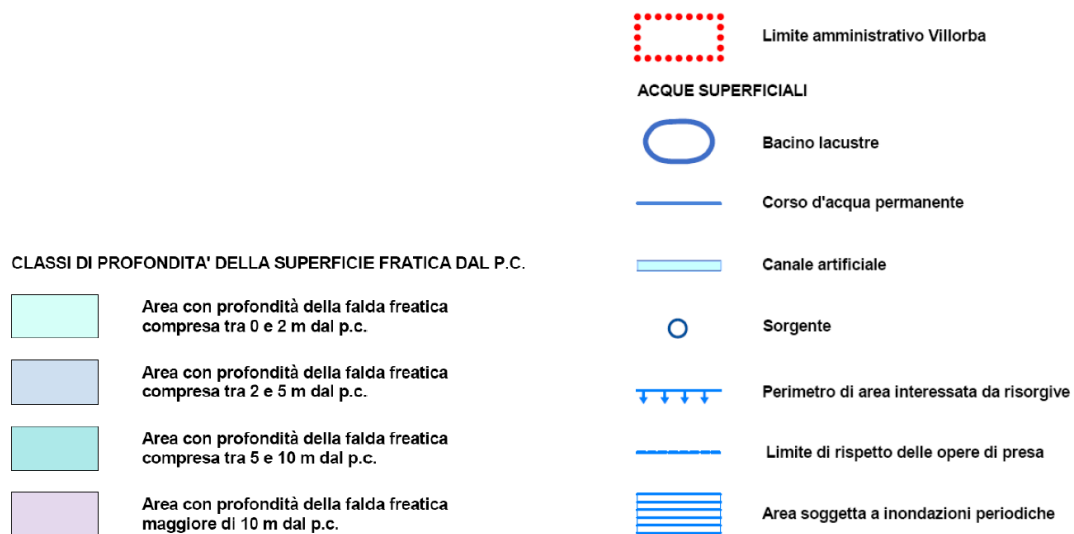 Limite amministrativo Villorba
ACQUE SUPERFICIALI
Bacino lacustre
Corso d'acqua permanente
Canale artificiale
Sorgente
Perimetro di area interessata da risorgive
Limite di rispetto delle opere di presa
Area soggetta a inondazioni periodiche
CLASSI DI PROFONDITA' DELLA SUPERFICIE FRATICA DAL P.C.
Area con profondità della falda freatica
compresa tra 0 e 2 m dal p.c.
Area con profondità della falda freatica
compresa tra 2 e 5 m dal p.c.
Area con profondità della falda freatica
compresa tra 5 e 10 m dal p.c.
Area con profondità della falda freatica
maggiore di 10 m dal p.c.